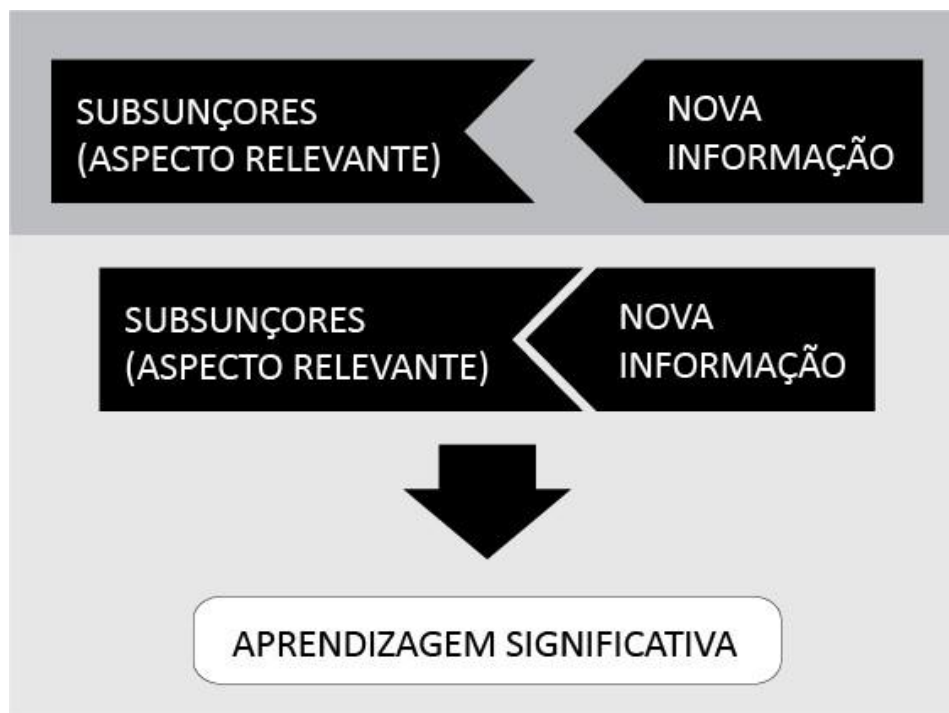 SUBSUNÇORES
(ASPECTO RELEVANTE)
NOVA
INFORMAÇÃO
SUBSUNÇORES
(ASPECTO RELEVANTE)
NOVA
INFORMAÇÃO
APRENDIZAGEM SIGNIFICATIVA